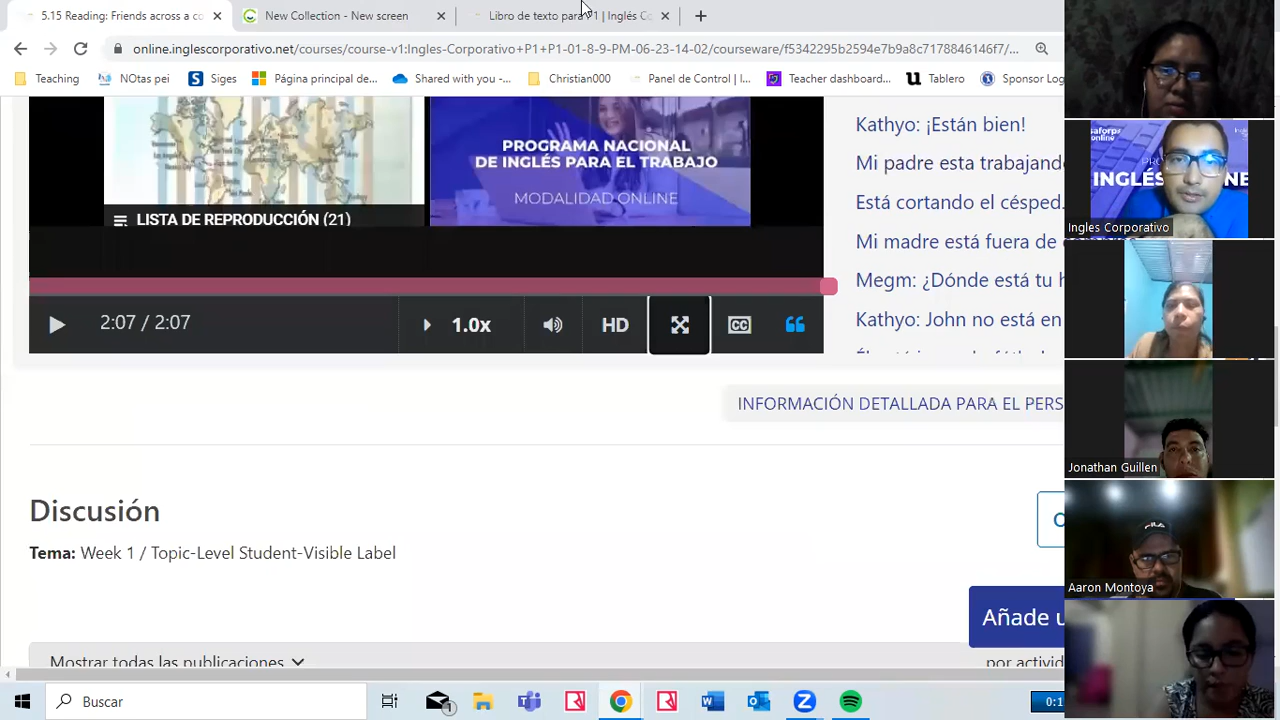 5.15 Reading: Friends across a co
New Collection - New screen
Libro de texto para P1 | Inglés Co
online.inglescorporativo.net/courses/course-v1:Ingles-Corporativo+P1+P1-01-8-9-PM-06-23-14-02/courseware/f5342295b2594e7b9a8c7178846146f7/...
Teaching
NOtas pei
Siges
Página principal de...
Shared with you -...
Christian000
Panel de Control | I...
Teacher dashboard...
Tablero
Sponsor Log
LISTA DE REPRODUCCIÓN (21)
PROGRAMA NACIONAL
DE INGLÉS PARA EL TRABAJO
MODALIDAD ONLINE
Kathyo: ¡Están bien!
Mi padre esta trabajando
Está cortando el césped.
Mi madre está fuera de
Megm: ¿Dónde está tu h
Kathyo: John no está en
2:07 / 2:07
1.0x
HD
CC
INFORMACIÓN DETALLADA PARA EL PERS
Discusión
Tema: Week 1 / Topic-Level Student-Visible Label
Añade u
Mostrar todas las publicaciones
por activid
INGLÉS
Ingles Corporativo
Jonathan Guillen
Aaron Montoya
Buscar
1
0:1